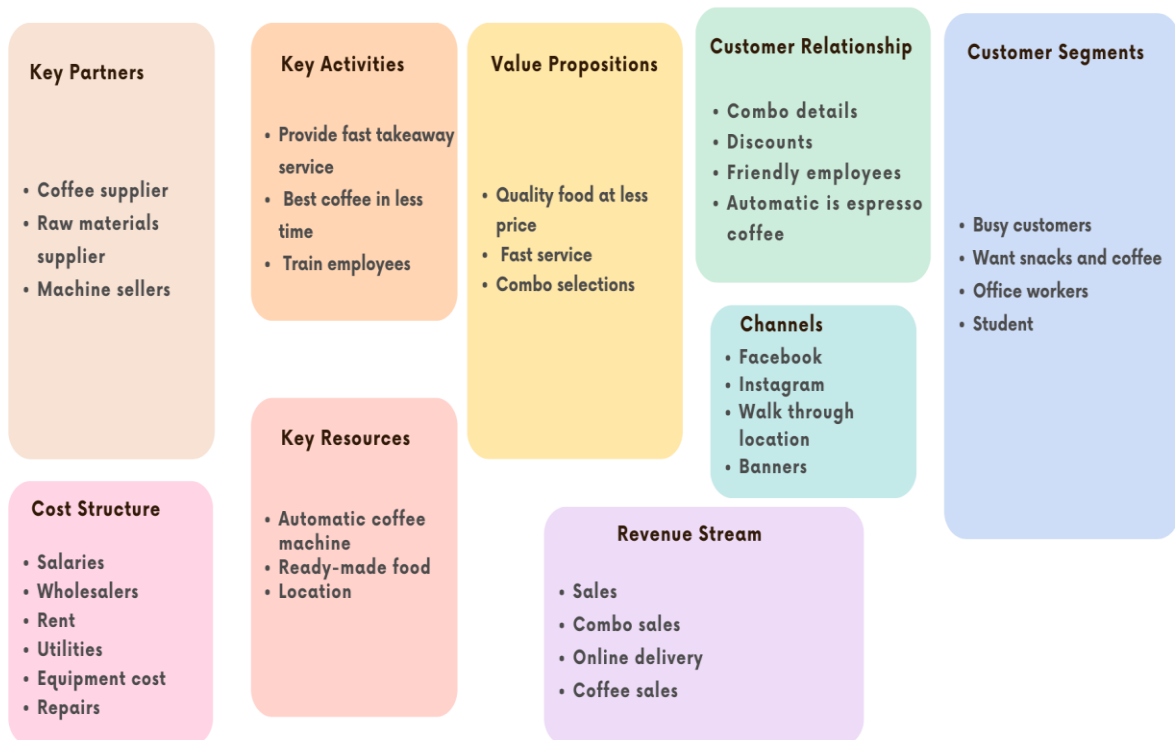 Key Partners
• Coffee supplier
• Raw materials
supplier
• Machine sellers
Key Activities
• Provide fast takeaway
service
• Best coffee in less
time
• Train employees
Value Propositions
• Quality food at less
price
• Fast service
• Combo selections
Customer Relationship
• Combo details
• Discounts
• Friendly employees
• Automatic is espresso
coffee
Customer Segments
• Busy customers
• Want snacks and coffee
• Office workers
• Student
Channels
• Facebook
• Instagram
• Walk through
location
• Banners
Key Resources
• Automatic coffee
machine
• Ready-made food
• Location
Cost Structure
• Salaries
• Wholesalers
• Rent
• Utilities
• Equipment cost
• Repairs
Revenue Stream
• Sales
• Combo sales
• Online delivery
• Coffee sales